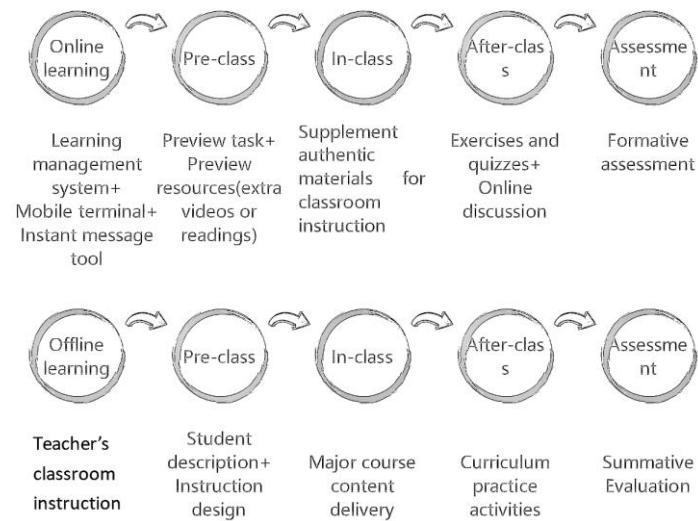 Online
learning
Pre-class
In-class
After-clas
s
Assessme
nt
Learning
management
system+
Mobile terminal+
Instant message
tool
Preview task+
Preview
resources(extra
videos or
readings)
Supplement
authentic
materials for
classroom
instruction
Exercises and
quizzes+
Online
discussion
Formative
assessment
Offline
learning
Pre-class
In-class
After-clas
s
Assessme
nt
Teacher's
classroom
instruction
Student
description+
Instruction
design
Major course
content
delivery
Curriculum
practice
activities
Summative
Evaluation